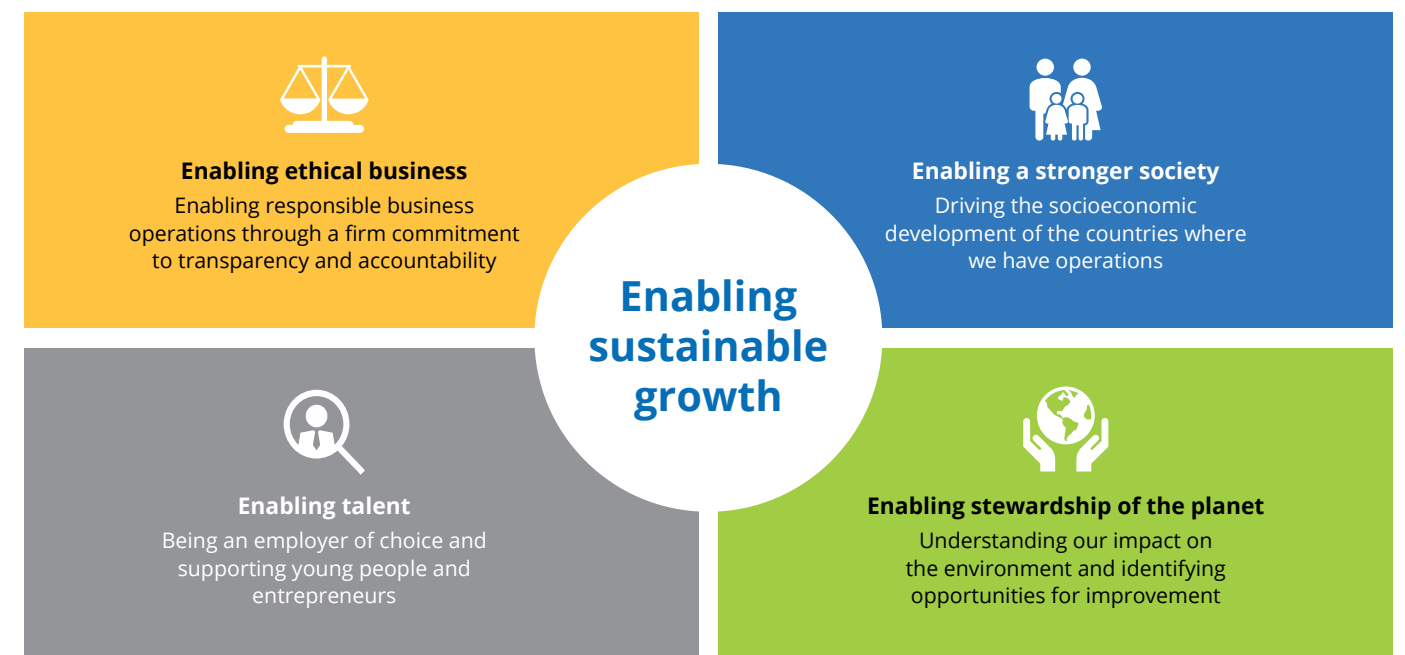 Enabling ethical business
Enabling responsible business
operations through a firm commitment
to transparency and accountability
Enabling a stronger society
Driving the socioeconomic
development of the countries where
we have operations
Enabling
sustainable
growth
Enabling talent
Being an employer of choice and
supporting young people and
entrepreneurs
Enabling stewardship of the planet
Understanding our impact on
the environment and identifying
opportunities for improvement